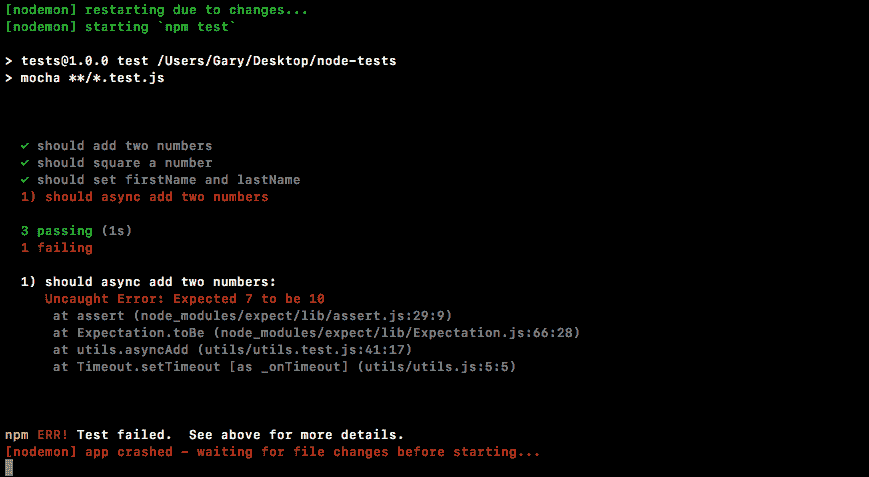 [nodemon] restarting due to changes...
[nodemon] starting `npm test`
> tests@1.0.0 test /Users/Gary/Desktop/node-tests
> mocha **/*.test.js
✓ should add two numbers
✓ should square a number
✓ should set firstName and lastName
1) should async add two numbers
3 passing (1s)
1 failing
1) should async add two numbers:
Uncaught Error: Expected 7 to be 10
at assert (node_modules/expect/lib/assert.js:29:9)
at Expectation.toBe (node_modules/expect/lib/Expectation.js:66:28)
at utils.asyncAdd (utils/utils.test.js:41:17)
at Timeout.setTimeout [as _onTimeout] (utils/utils.js:5:5)
npm ERR! Test failed.  See above for more details.
[nodemon] app crashed - waiting for file changes before starting...